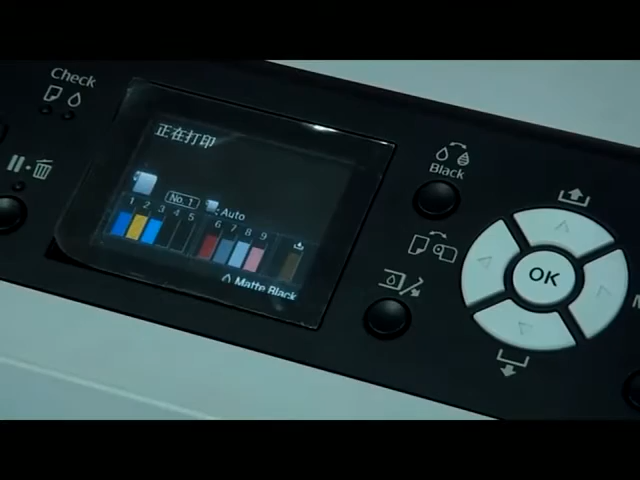 Check
正在打印
No. 1
Auto
1 2 3 4 5 6 7 8 9
Matte Black
Black
OK